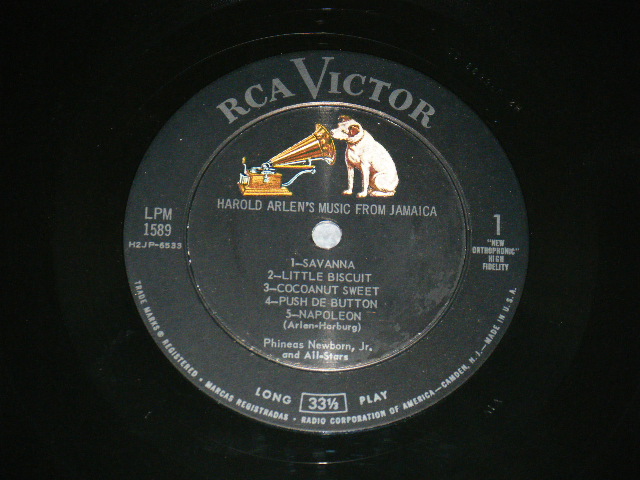 RCA VICTOR
HAROLD ARLEN'S MUSIC FROM JAMAICA
LPM
1589
H2JP-6533
1
"NEW
ORTHOPHONIC"
HIGH
FIDELITY
1—SAVANNA
2—LITTLE BISCUIT
3—COCOANUT SWEET
4—PUSH DE BUTTON
5—NAPOLEON
(Arlen-Harburg)
Phineas Newborn, Jr.
and All-Stars
LONG 33⅓ PLAY
TRADE MARKS ® REGISTERED • MARCAS REGISTRADAS • RADIO CORPORATION OF AMERICA—CAMDEN, N.J.—MADE IN U.S.A.